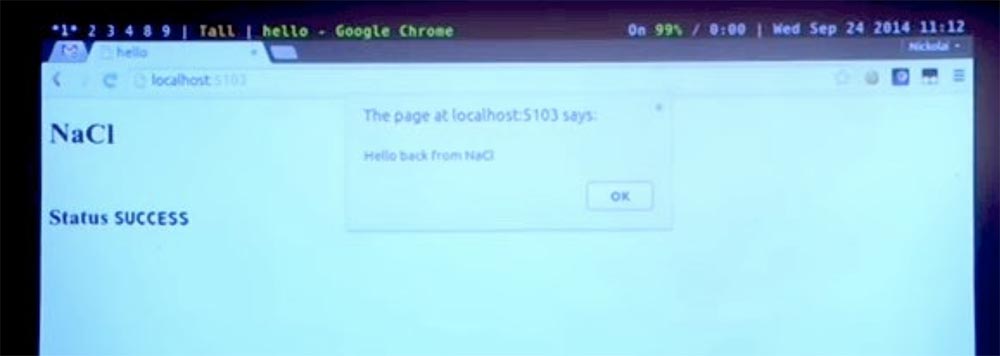 *1* 2 3 4 8 9 | Tall | hello - Google Chrome
On 99% / 0:00 | Wed Sep 24 2014 11:12
hello
Nickolai
localhost:5103
NaCl
The page at localhost:5103 says:
Hello back from NaCl
OK
Status SUCCESS